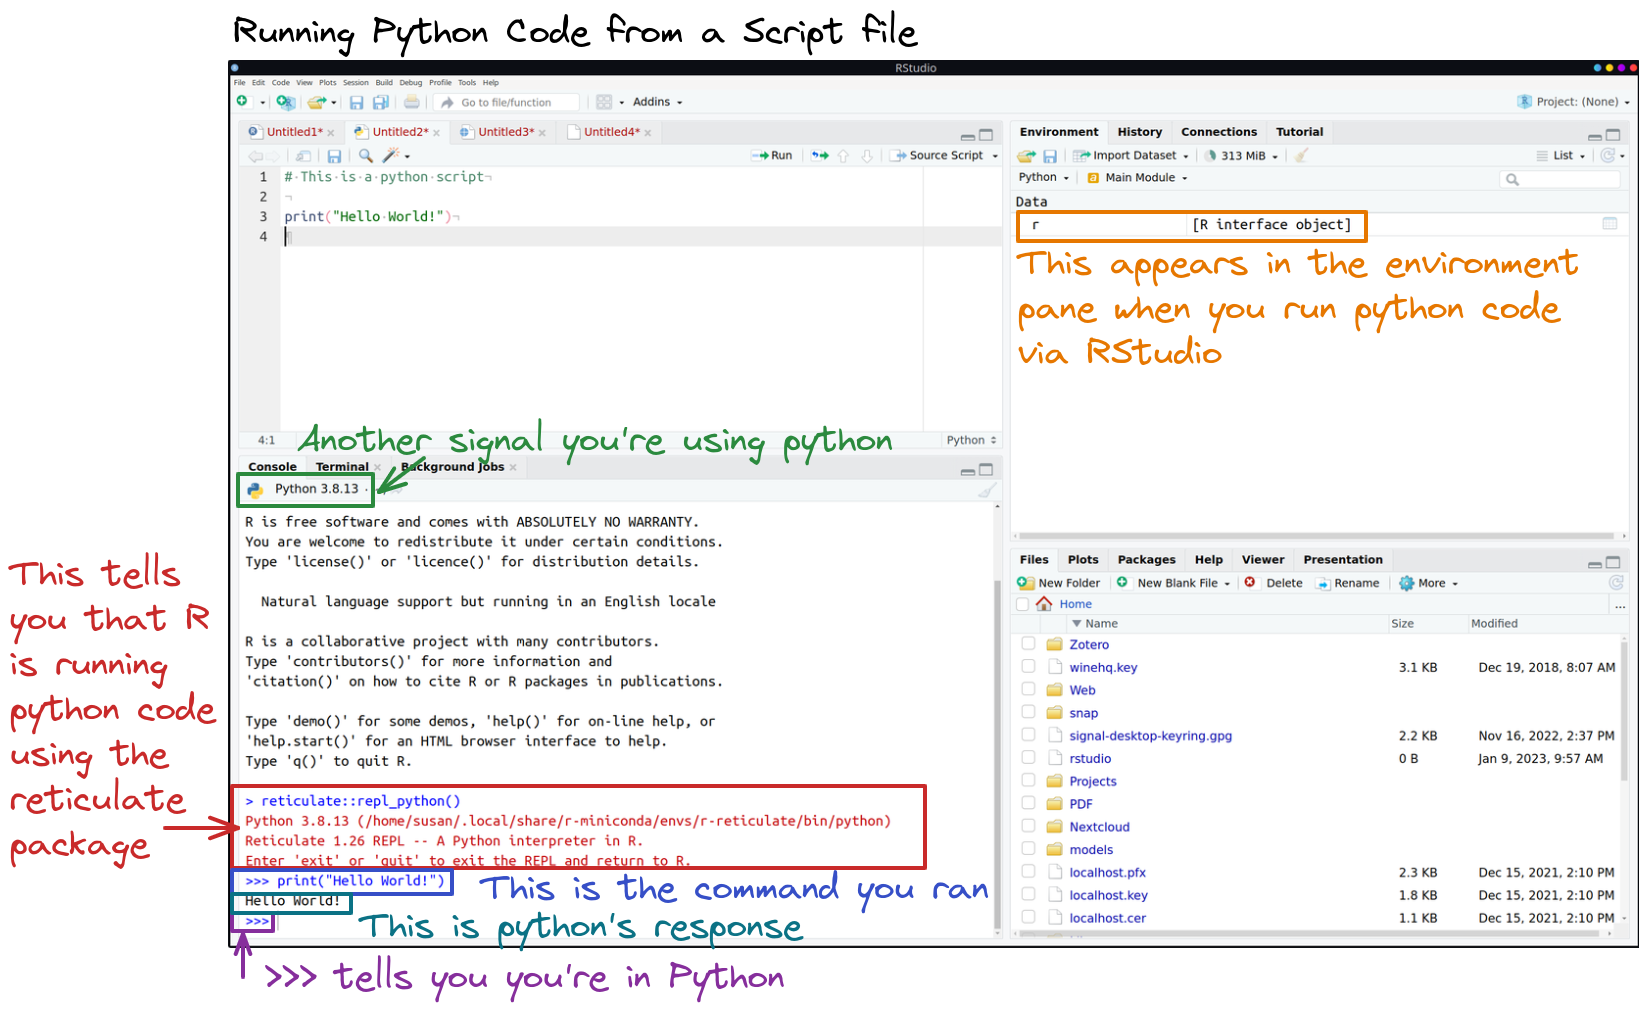 Running Python Code from a Script file
RStudio
File Edit Code View Plots Session Build Debug Profile Tools Help
Go to file/function
Addins
Project: (None)
Untitled1*
Untitled2*
Untitled3*
Untitled4*
Run
Source Script
1 # This is a python script
2
3 print("Hello World!")
4
4:1
Python
Another signal you're using python
Environment History Connections Tutorial
Import Dataset
313 MiB
List
Python
Main Module
Data
r [R interface object]
This appears in the environment
pane when you run python code
via RStudio
Console Terminal Background Jobs
Python 3.8.13
R is free software and comes with ABSOLUTELY NO WARRANTY.
You are welcome to redistribute it under certain conditions.
Type 'license()' or 'licence()' for distribution details.
Natural language support but running in an English locale
R is a collaborative project with many contributors.
Type 'contributors()' for more information and
'citation()' on how to cite R or R packages in publications.
Type 'demo()' for some demos, 'help()' for on-line help, or
'help.start()' for an HTML browser interface to help.
Type 'q()' to quit R.
> reticulate::repl_python()
Python 3.8.13 (/home/susan/.local/share/r-miniconda/envs/r-reticulate/bin/python)
Reticulate 1.26 REPL -- A Python interpreter in R.
Enter 'exit' or 'quit' to exit the REPL and return to R.
>>> print("Hello World!")
Hello World!
>>>
This tells
you that R
is running
python code
using the
reticulate
package
This is the command you ran
This is python's response
>>> tells you you're in Python
Files Plots Packages Help Viewer Presentation
New Folder
New Blank File
Delete
Rename
More
Home
...
Name Size Modified
Zotero
winehq.key 3.1 KB Dec 19, 2018, 8:07 AM
Web
snap
signal-desktop-keyring.gpg 2.2 KB Nov 16, 2022, 2:37 PM
rstudio 0 B Jan 9, 2023, 9:57 AM
Projects
PDF
Nextcloud
models
localhost.pfx 2.3 KB Dec 15, 2021, 2:10 PM
localhost.key 1.8 KB Dec 15, 2021, 2:10 PM
localhost.cer 1.1 KB Dec 15, 2021, 2:10 PM